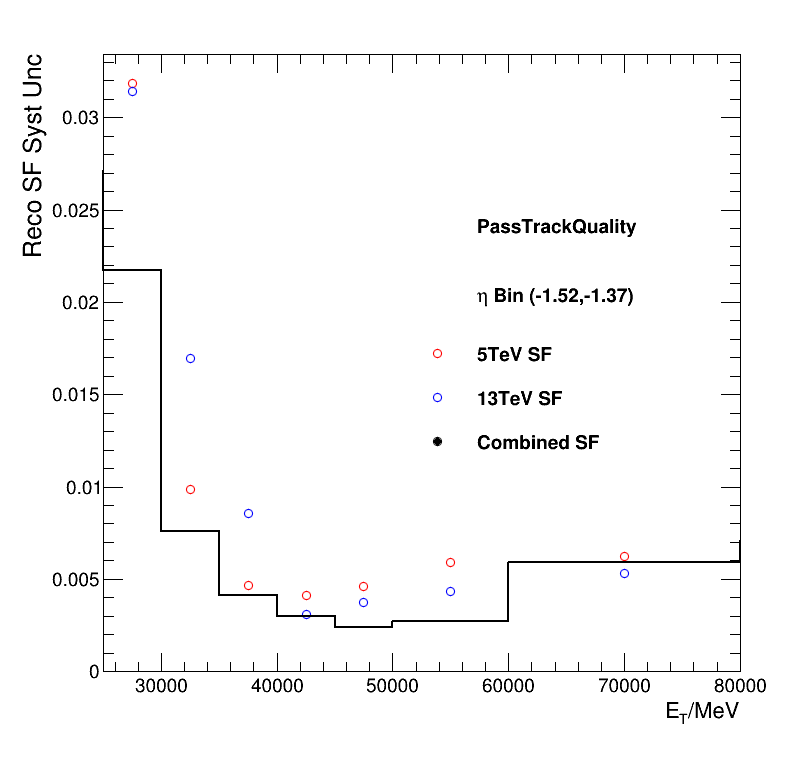 Reco SF Syst Unc
0.03
0.025
0.02
0.015
0.01
0.005
0
PassTrackQuality
η Bin (-1.52,-1.37)
5TeV SF
13TeV SF
Combined SF
30000 40000 50000 60000 70000 80000
E_T/MeV